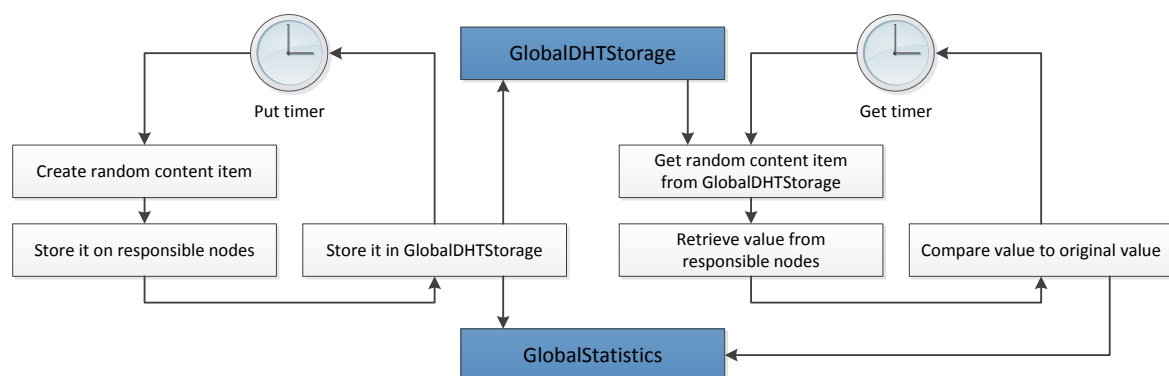 GlobalDHTStorage
Put timer
Get timer
Create random content item
Get random content item
from GlobalDHTStorage
Store it on responsible nodes
Store it in GlobalDHTStorage
Retrieve value from
responsible nodes
Compare value to original value
GlobalStatistics